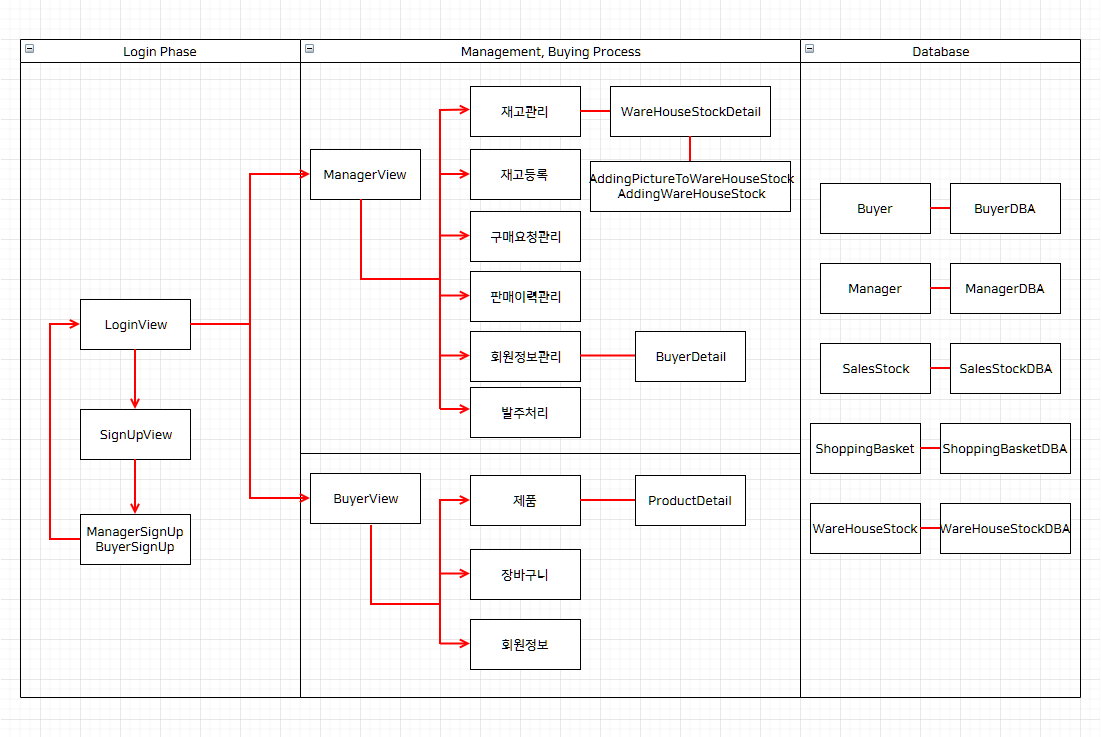 Login Phase
Management, Buying Process
Database
LoginView
SignUpView
ManagerSignUp
BuyerSignUp
ManagerView
재고관리
WareHouseStockDetail
재고등록
AddingPictureToWareHouseStock
AddingWareHouseStock
구매요청관리
판매이력관리
회원정보관리
BuyerDetail
발주처리
BuyerView
제품
ProductDetail
장바구니
회원정보
Buyer
BuyerDBA
Manager
ManagerDBA
SalesStock
SalesStockDBA
ShoppingBasket
ShoppingBasketDBA
WareHouseStock
WareHouseStockDBA